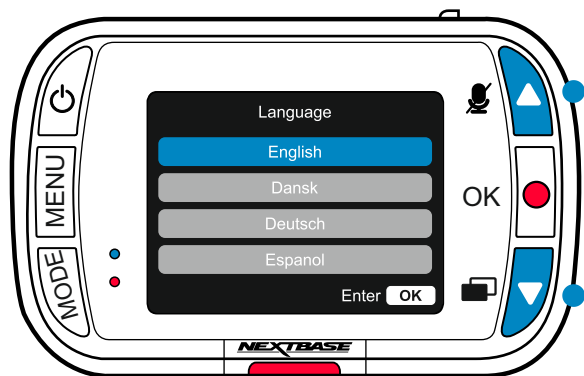 Language
English
Dansk
Deutsch
Espanol
Enter OK
MENU
MODE
OK
NEXTBASE